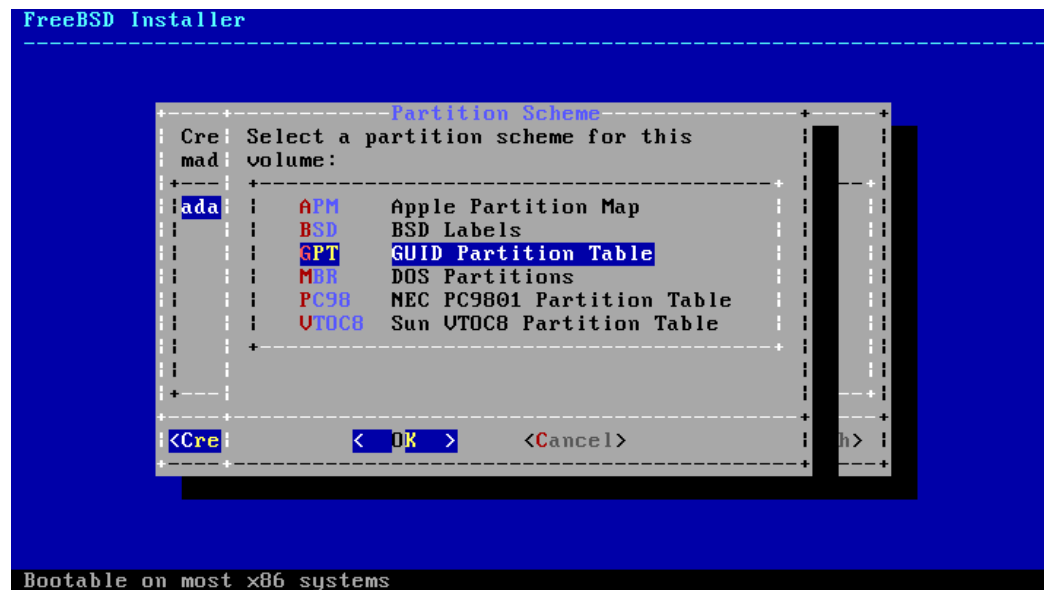 FreeBSD Installer
Partition Scheme
Cre Select a partition scheme for this
mad volume:
ada APM Apple Partition Map
BSD BSD Labels
GPT GUID Partition Table
MBR DOS Partitions
PC98 NEC PC9801 Partition Table
VTOC8 Sun VTOC8 Partition Table
<Cre < OK > <Cancel> h>
Bootable on most x86 systems